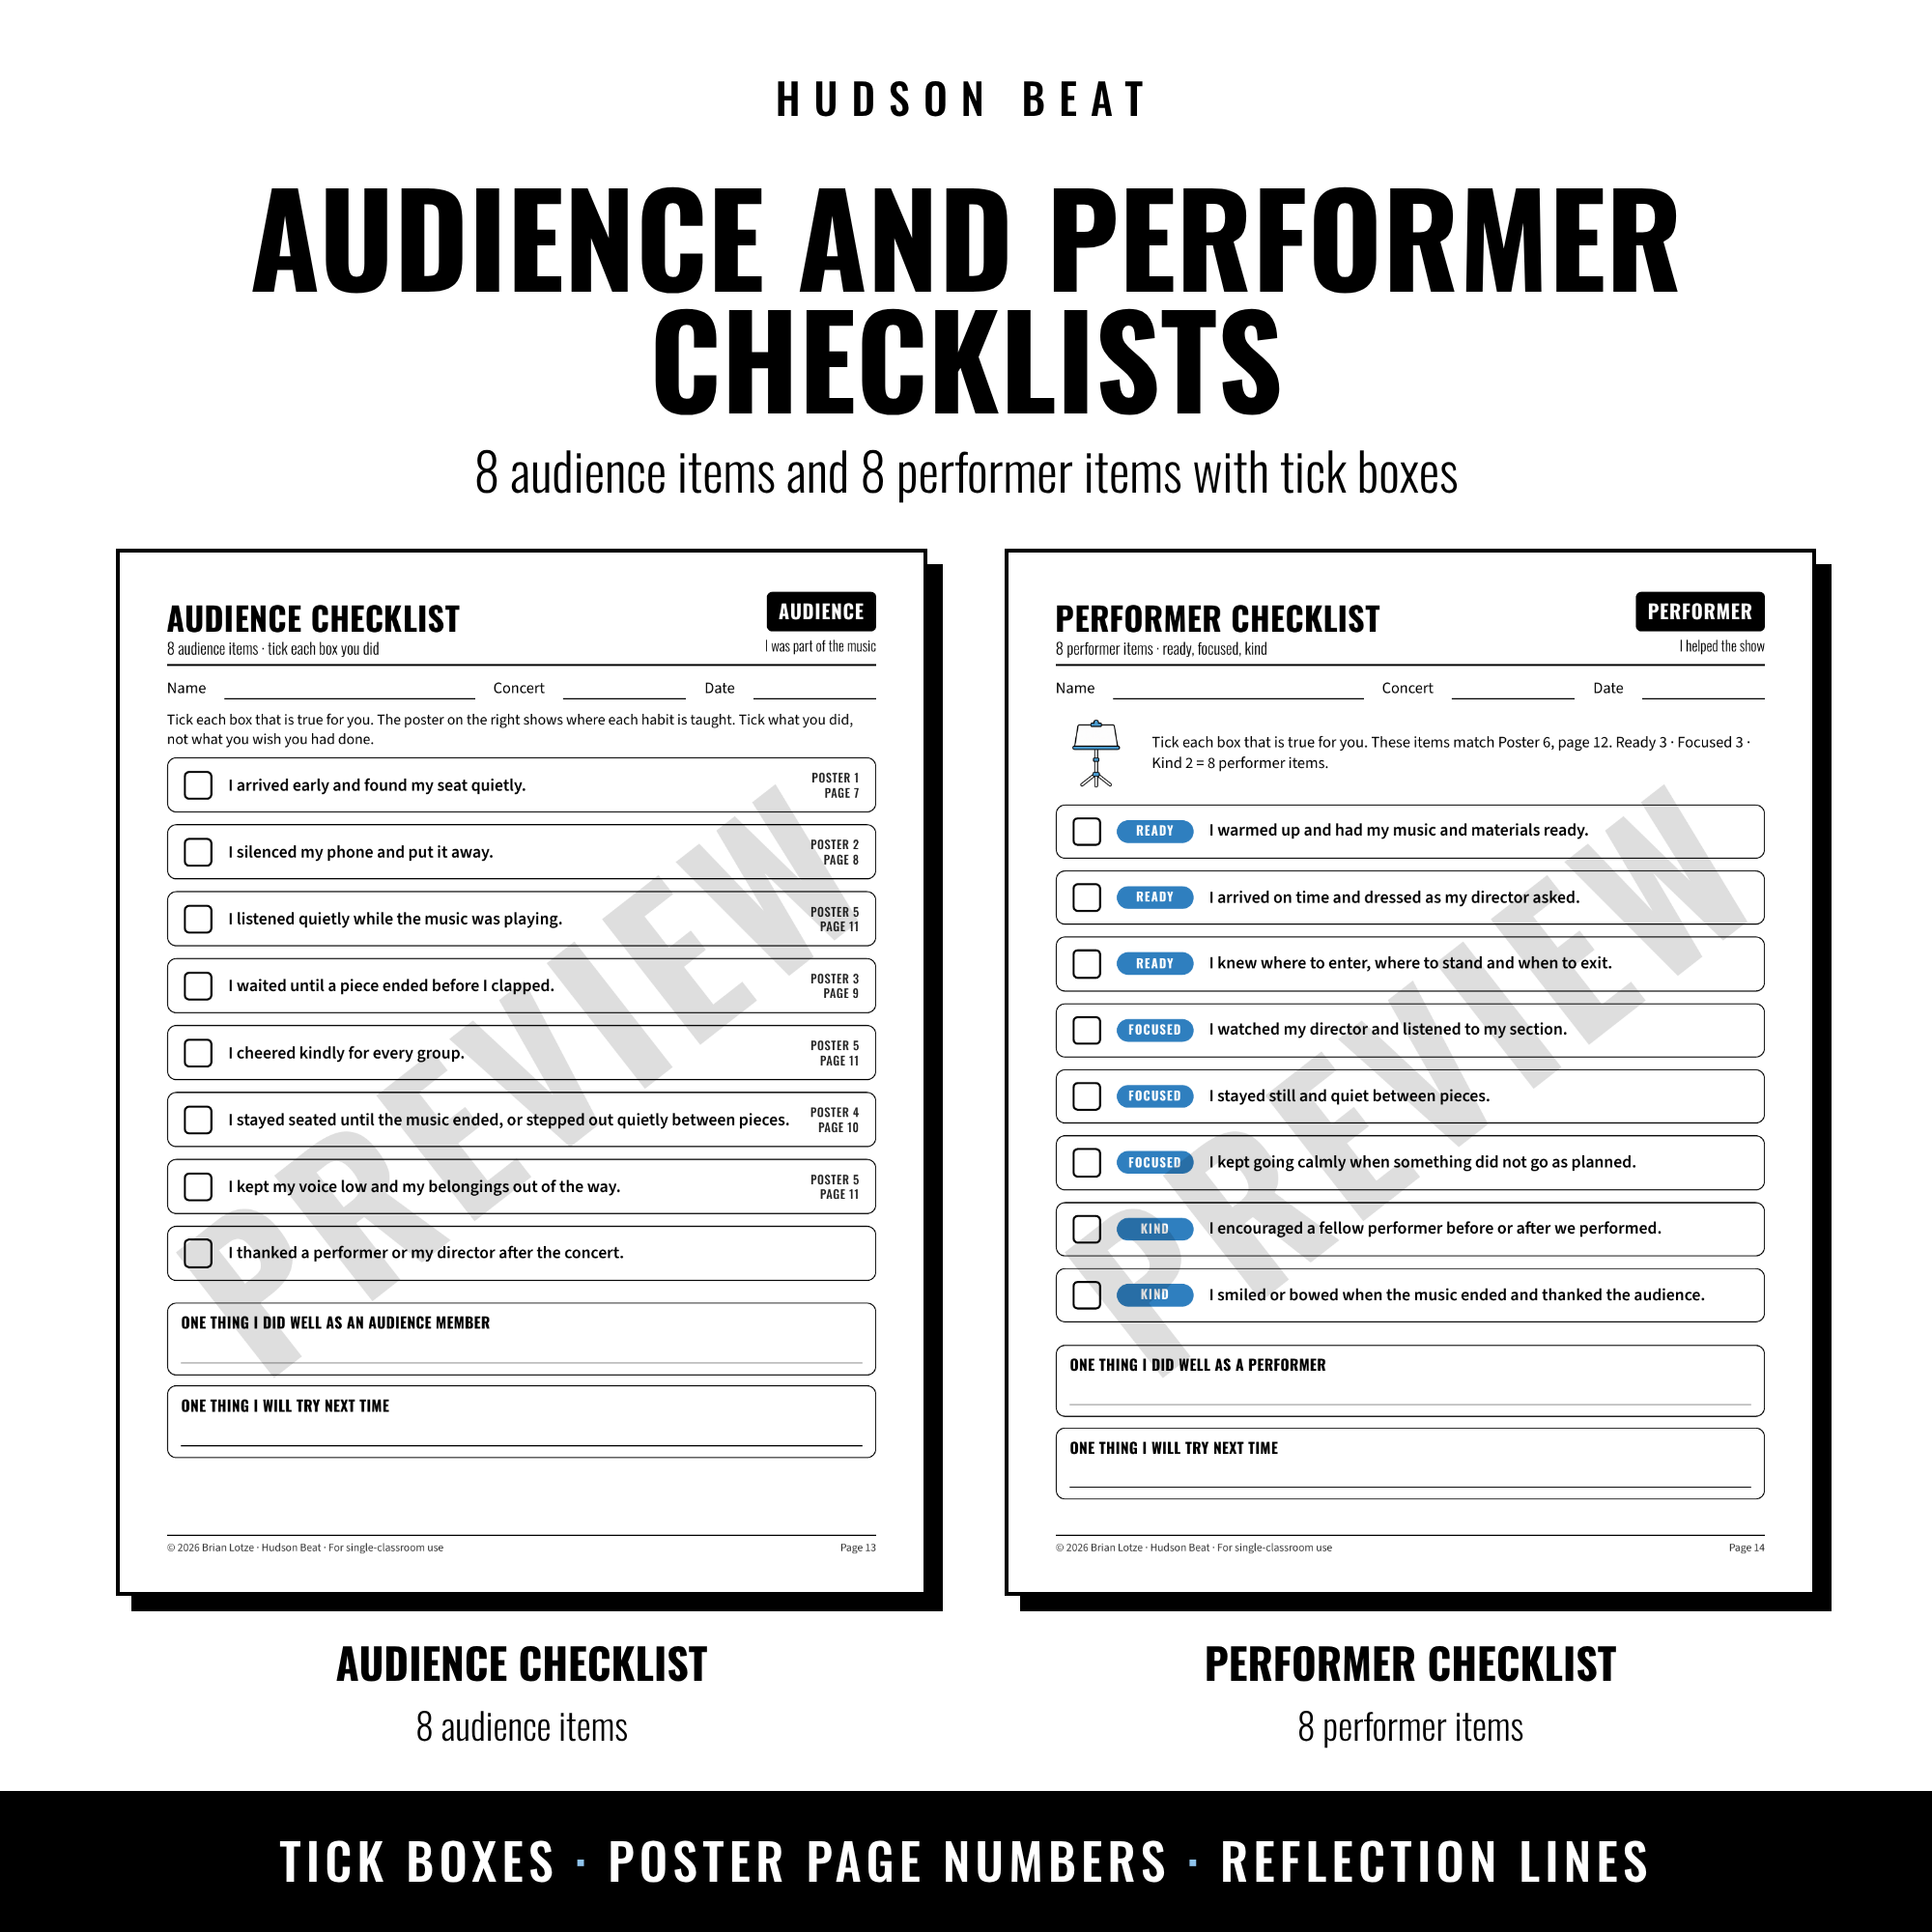 HUDSON BEAT
AUDIENCE AND PERFORMER
CHECKLISTS
8 audience items and 8 performer items with tick boxes
AUDIENCE CHECKLIST
AUDIENCE
8 audience items · tick each box you did
I was part of the music
Name Concert Date
Tick each box that is true for you. The poster on the right shows where each habit is taught. Tick what you did,
not what you wish you had done.
I arrived early and found my seat quietly.
POSTER 1
PAGE 7
I silenced my phone and put it away.
POSTER 2
PAGE 8
I listened quietly while the music was playing.
POSTER 5
PAGE 11
I waited until a piece ended before I clapped.
POSTER 3
PAGE 9
I cheered kindly for every group.
POSTER 5
PAGE 11
I stayed seated until the music ended, or stepped out quietly between pieces.
POSTER 4
PAGE 10
I kept my voice low and my belongings out of the way.
POSTER 5
PAGE 11
I thanked a performer or my director after the concert.
ONE THING I DID WELL AS AN AUDIENCE MEMBER
ONE THING I WILL TRY NEXT TIME
© 2026 Brian Lotze · Hudson Beat · For single-classroom use
Page 13
PREVIEW
PERFORMER CHECKLIST
PERFORMER
8 performer items · ready, focused, kind
I helped the show
Name Concert Date
Tick each box that is true for you. These items match Poster 6, page 12. Ready 3 · Focused 3 ·
Kind 2 = 8 performer items.
READY I warmed up and had my music and materials ready.
READY I arrived on time and dressed as my director asked.
READY I knew where to enter, where to stand and when to exit.
FOCUSED I watched my director and listened to my section.
FOCUSED I stayed still and quiet between pieces.
FOCUSED I kept going calmly when something did not go as planned.
KIND I encouraged a fellow performer before or after we performed.
KIND I smiled or bowed when the music ended and thanked the audience.
ONE THING I DID WELL AS A PERFORMER
ONE THING I WILL TRY NEXT TIME
© 2026 Brian Lotze · Hudson Beat · For single-classroom use
Page 14
PREVIEW
AUDIENCE CHECKLIST
8 audience items
PERFORMER CHECKLIST
8 performer items
TICK BOXES · POSTER PAGE NUMBERS · REFLECTION LINES